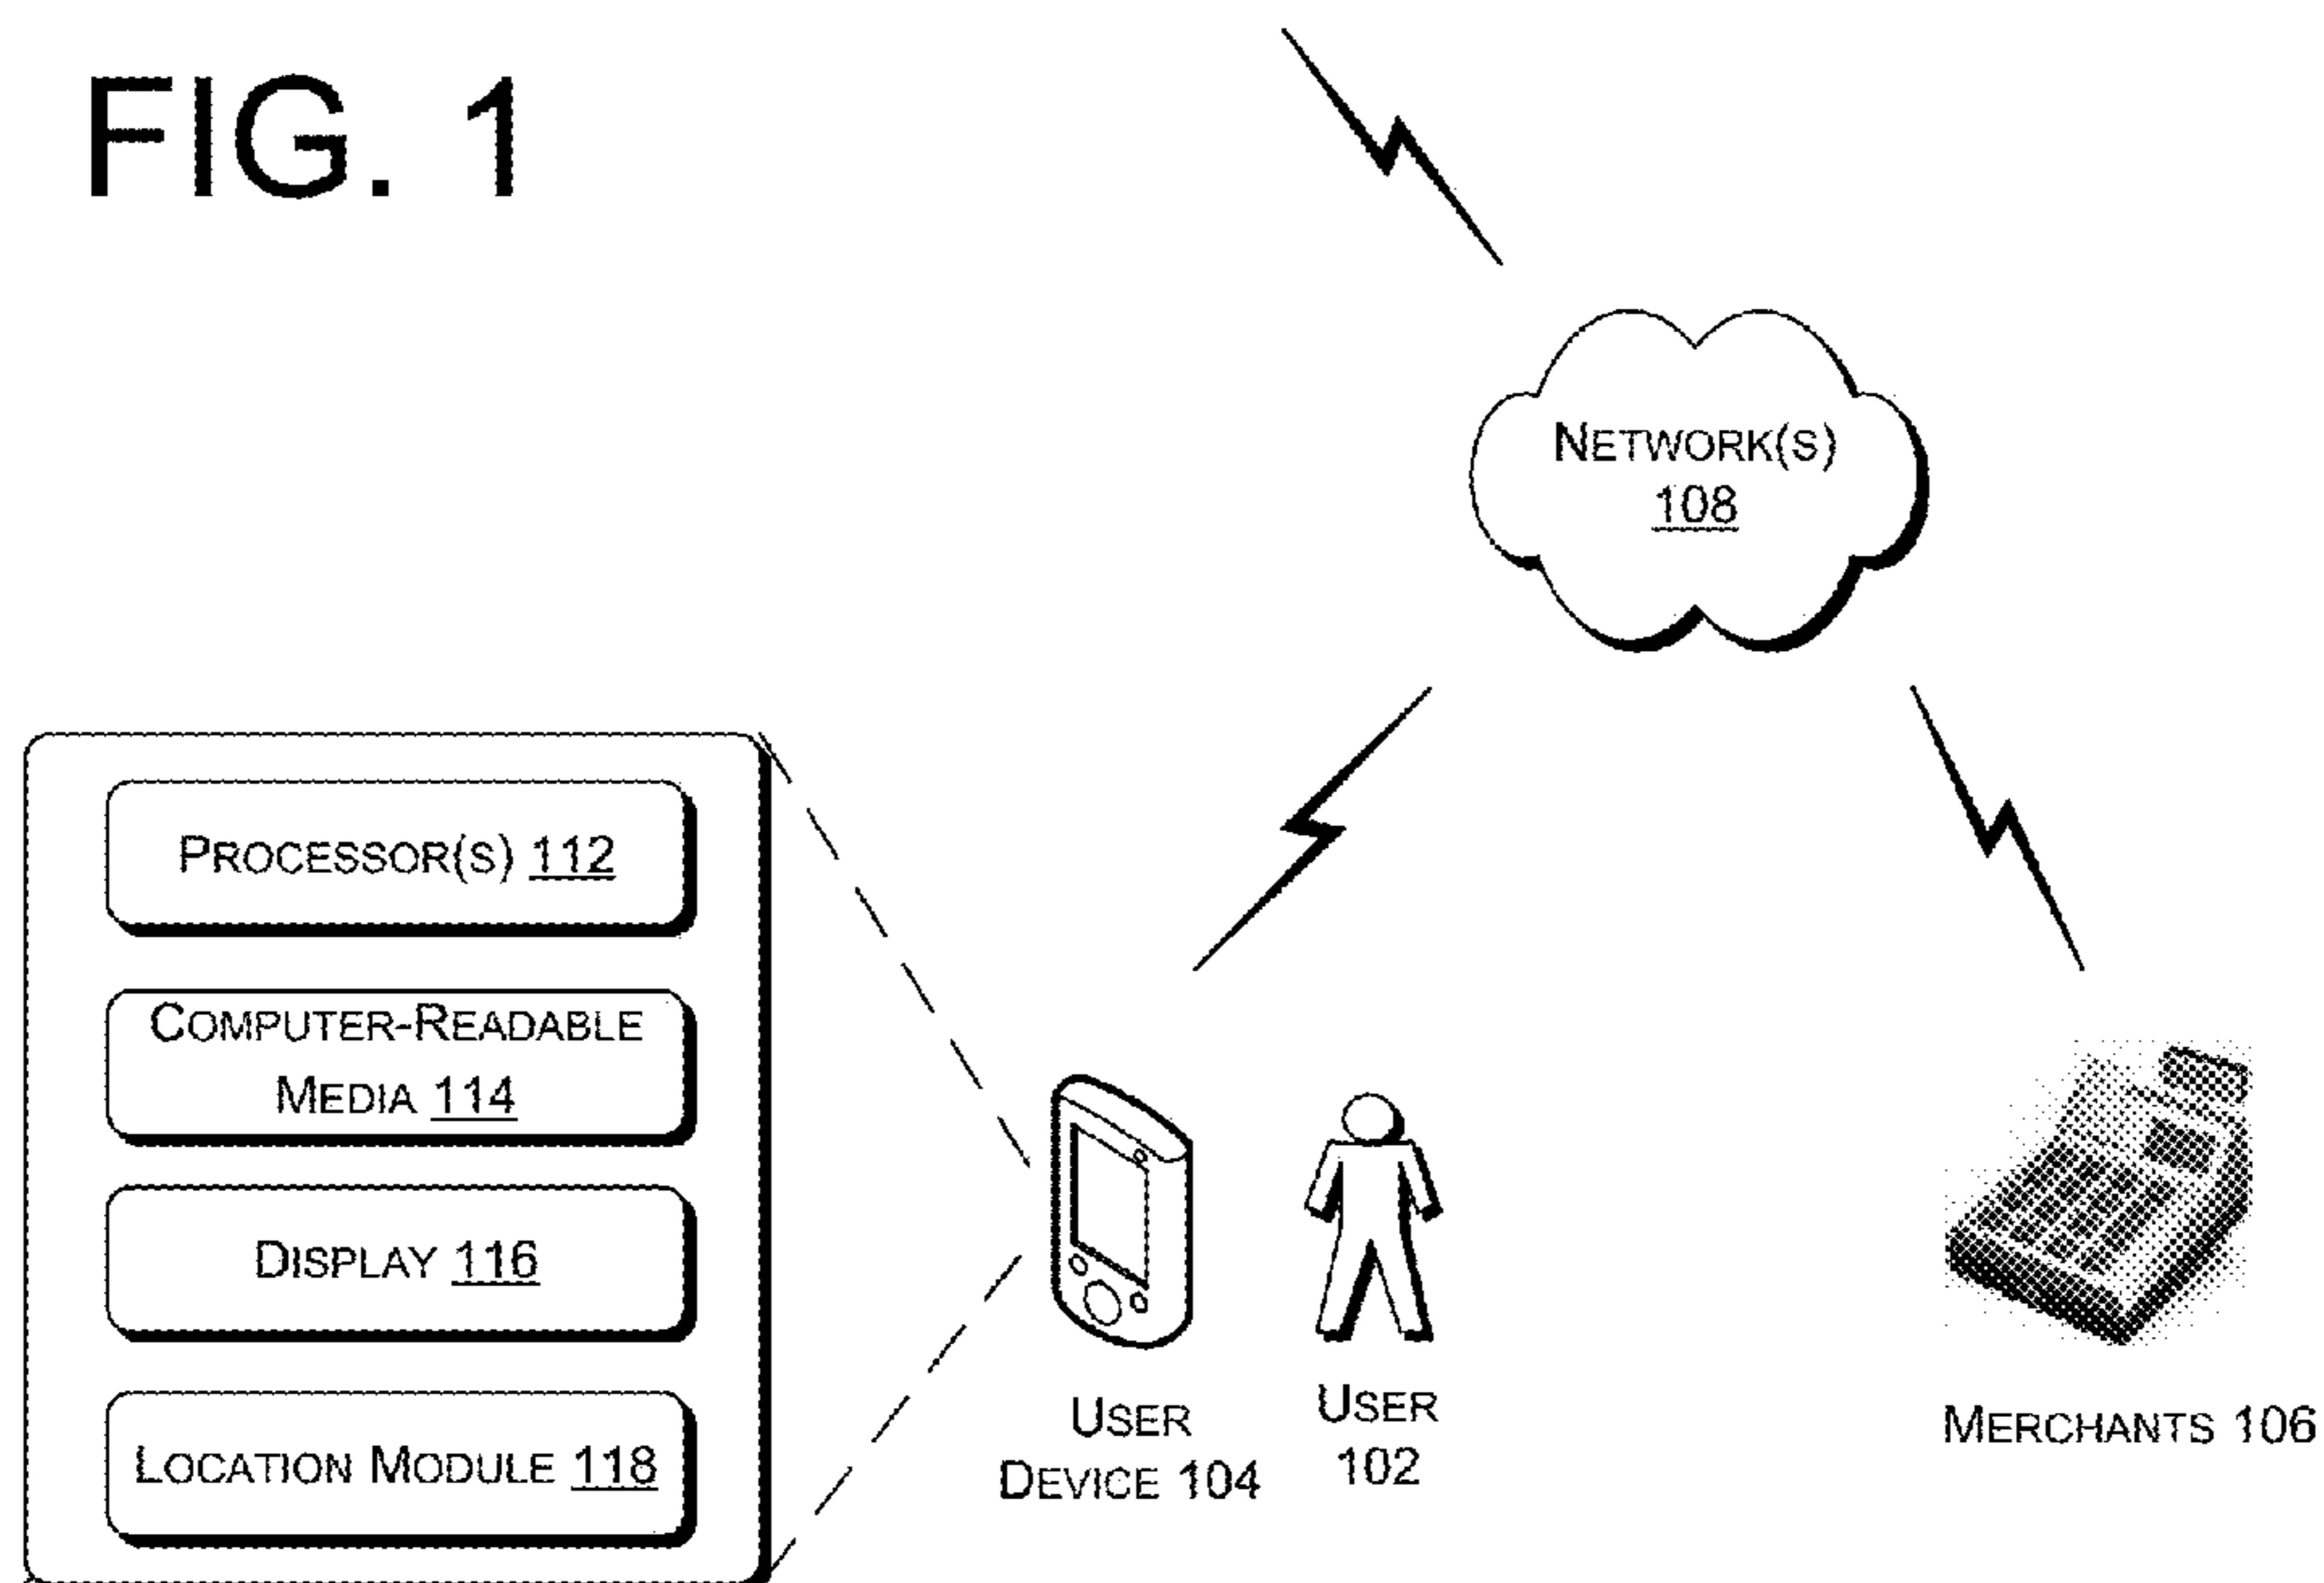 FIG. 1
NETWORK(S)
108
PROCESSOR(S) 112
COMPUTER-READABLE
MEDIA 114
DISPLAY 116
LOCATION MODULE 118
USER
DEVICE 104
USER
102
MERCHANTS 106